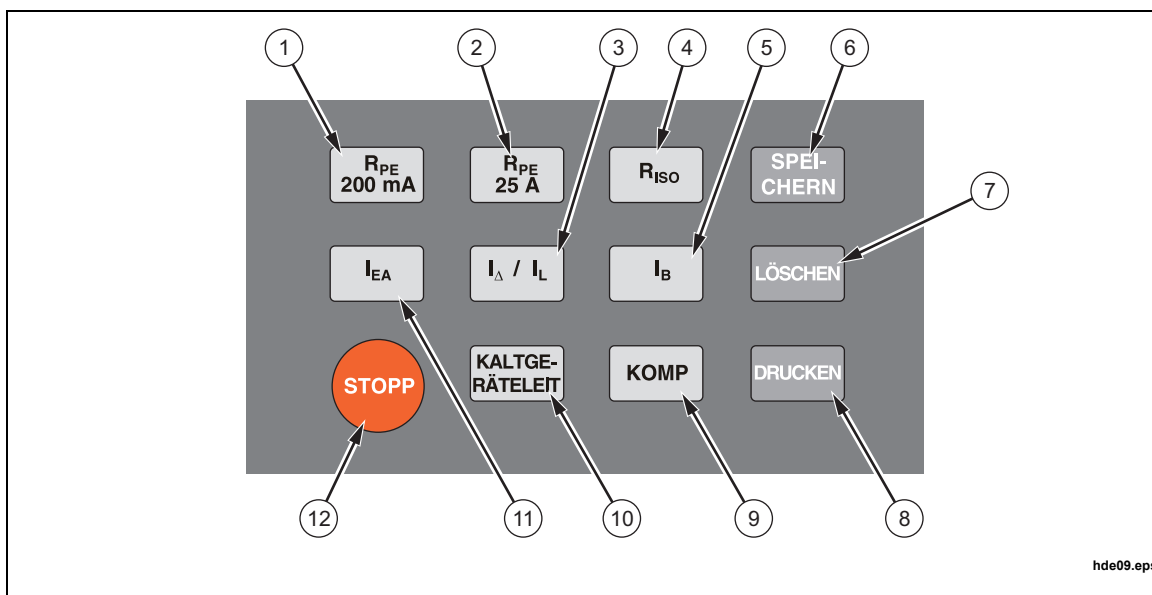 1 2 3 4 5 6
R_PE
200 mA
R_PE
25 A
R_ISO
SPEI-
CHERN
7
I_EA
I_Δ / I_L
I_B
LÖSCHEN
STOPP
KALTGE-
RÄTELEIT
KOMP
DRUCKEN
12 11 10 9 8
hde09.eps